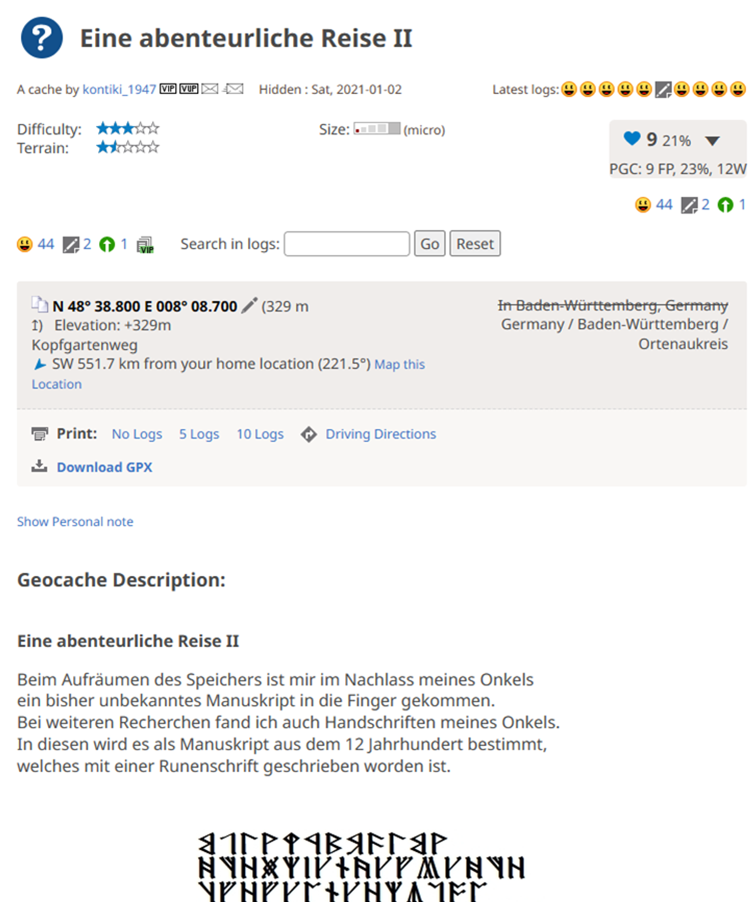 Eine abenteurliche Reise II
A cache by kontiki_1947 VIP VUP Hidden : Sat, 2021-01-02 Latest logs:
Difficulty: Size: (micro) 9 21%
Terrain:
PGC: 9 FP, 23%, 12W
44 2 1
44 2 1 VIP Search in logs: Go Reset
N 48° 38.800 E 008° 08.700 (329 m In Baden-Württemberg, Germany
Elevation: +329m Germany / Baden-Württemberg /
Kopfgartenweg Ortenaukreis
SW 551.7 km from your home location (221.5°) Map this
Location
Print: No Logs 5 Logs 10 Logs Driving Directions
Download GPX
Show Personal note
Geocache Description:
Eine abenteurliche Reise II
Beim Aufräumen des Speichers ist mir im Nachlass meines Onkels
ein bisher unbekanntes Manuskript in die Finger gekommen.
Bei weiteren Recherchen fand ich auch Handschriften meines Onkels.
In diesen wird es als Manuskript aus dem 12 Jahrhundert bestimmt,
welches mit einer Runenschrift geschrieben worden ist.